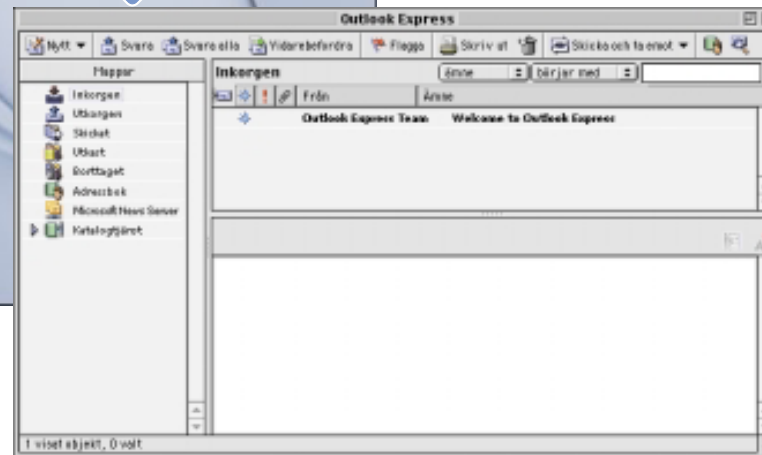 Outlook Express
Nytt Svara Svara alla Vidarebefordra Flagga Skriv ut Skicka och ta emot
Mappar
Inkorgen ämne börjar med
Från Ämne
Outlook Express Team Welcome to Outlook Express
Inkorgen
Utkorgen
Skickat
Utkast
Borttaget
Adressbok
Microsoft News Server
Katalogtjänst
1 visat objekt, 0 valt